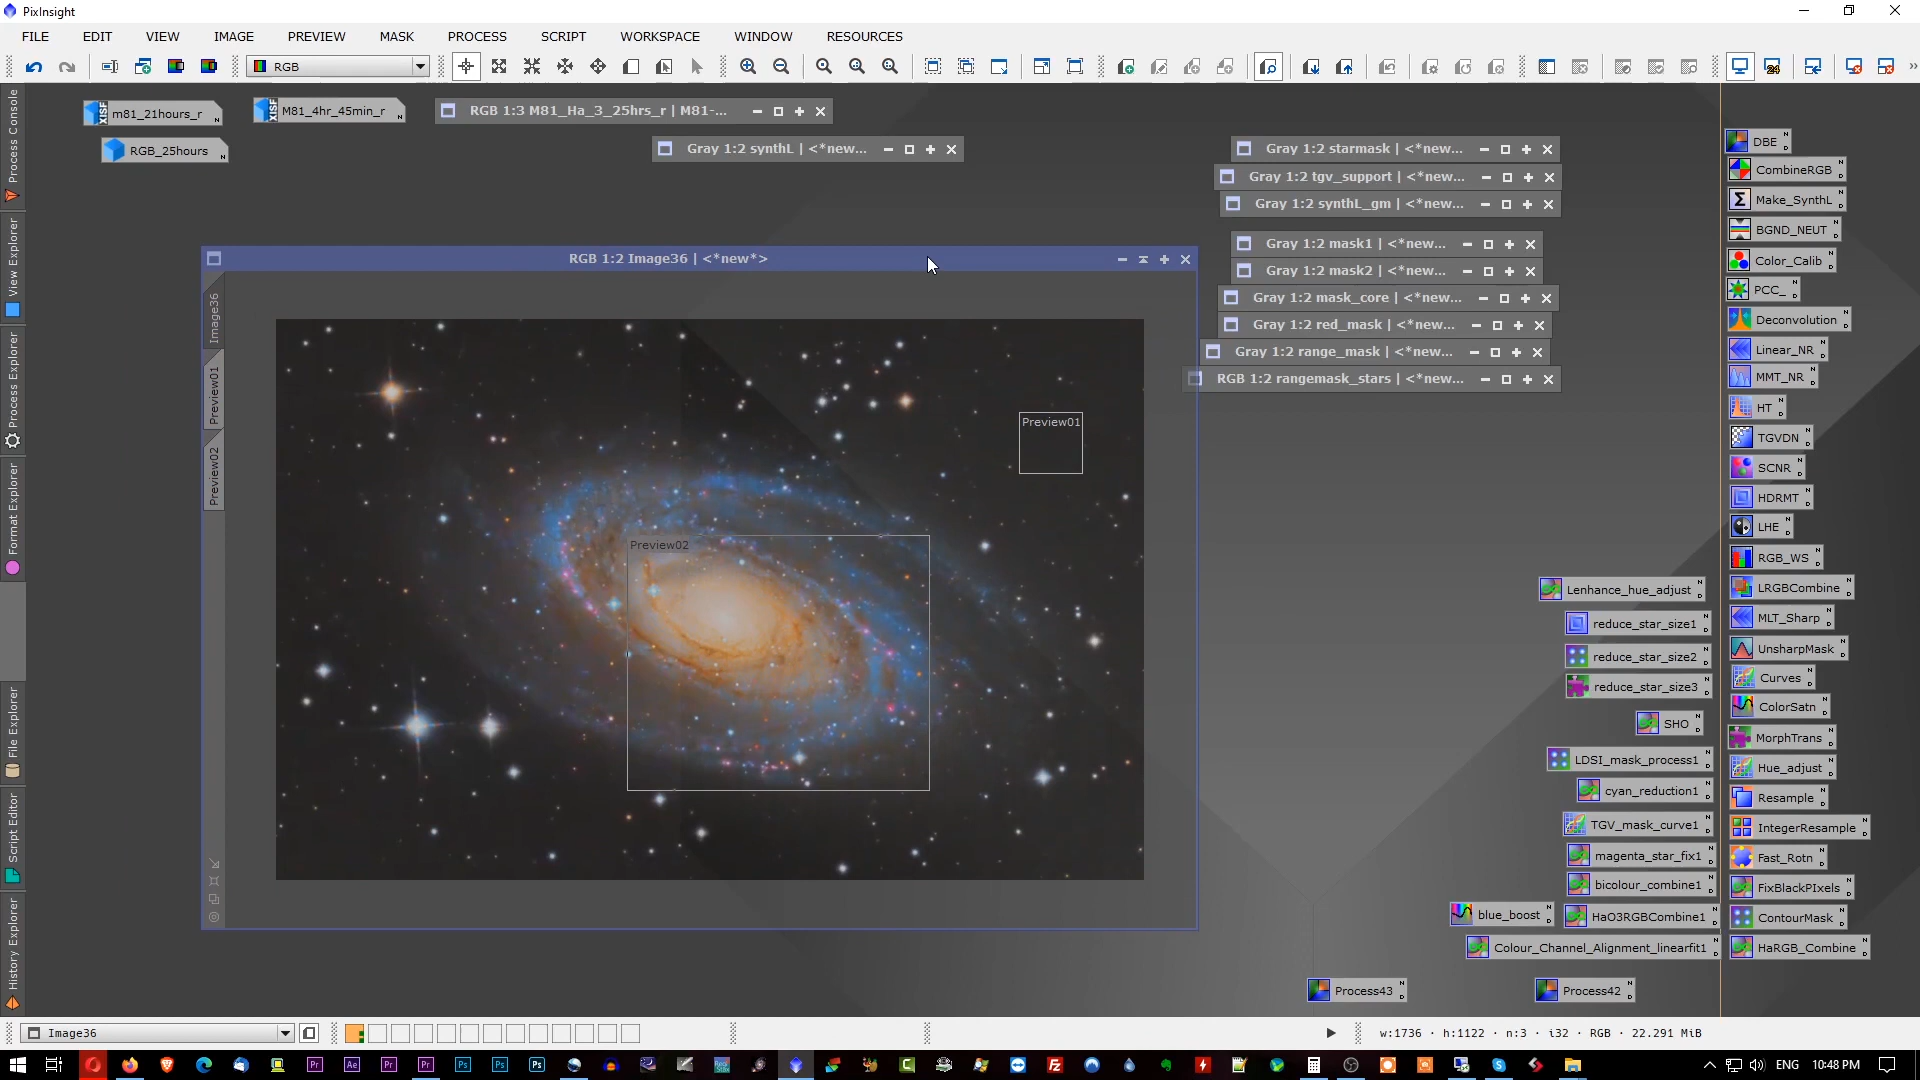 PixInsight
FILE EDIT VIEW IMAGE PREVIEW MASK PROCESS SCRIPT WORKSPACE WINDOW RESOURCES
RGB
m81_21hours_r
M81_4hr_45min_r
RGB 1:3 M81_Ha_3_25hrs_r | M81-...
RGB_25hours
Gray 1:2 synthL | <*new...
Gray 1:2 starmask | <*new...
Gray 1:2 tgv_support | <*new...
Gray 1:2 synthL_gm | <*new...
Gray 1:2 mask1 | <*new...
Gray 1:2 mask2 | <*new...
Gray 1:2 mask_core | <*new...
Gray 1:2 red_mask | <*new...
Gray 1:2 range_mask | <*new...
RGB 1:2 rangemask_stars | <*new...
RGB 1:2 Image36 | <*new*>
Image36
Preview01
Preview02
Preview01
Preview02
Process Console
View Explorer
Process Explorer
Format Explorer
File Explorer
Script Editor
History Explorer
DBE
CombineRGB
Make_SynthL
BGND_NEUT
Color_Calib
PCC_
Deconvolution
Linear_NR
MMT_NR
HT
TGVDN
SCNR
HDRMT
LHE
RGB_WS
LRGBCombine
MLT_Sharp
UnsharpMask
Curves
ColorSatn
MorphTrans
Hue_adjust
Resample
IntegerResample
Fast_Rotn
FixBlackPIxels
ContourMask
HaRGB_Combine
Lenhance_hue_adjust
reduce_star_size1
reduce_star_size2
reduce_star_size3
SHO
LDSI_mask_process1
cyan_reduction1
TGV_mask_curve1
magenta_star_fix1
bicolour_combine1
blue_boost
HaO3RGBCombine1
Colour_Channel_Alignment_linearfit1
Process43
Process42
Image36
w:1736 · h:1122 · n:3 · i32 · RGB · 22.291 MiB
ENG
10:48 PM